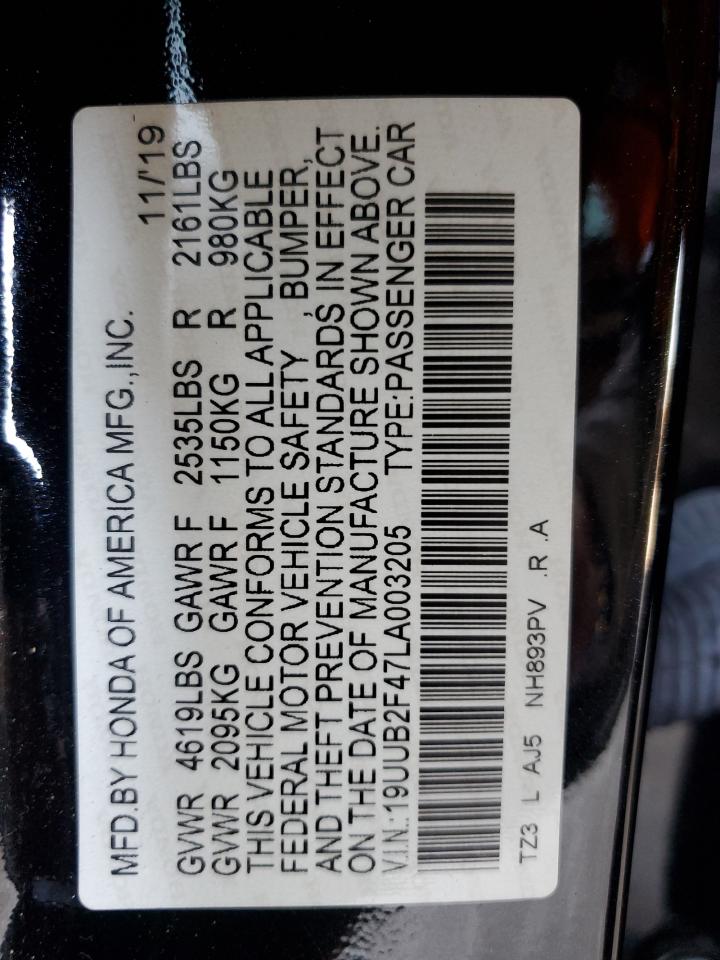 MFD.BY HONDA OF AMERICA MFG.,INC. 11/'19
GVWR 4619LBS GAWR F 2535LBS R 2161LBS
GVWR 2095KG GAWR F 1150KG R 980KG
THIS VEHICLE CONFORMS TO ALL APPLICABLE
FEDERAL MOTOR VEHICLE SAFETY , BUMPER,
AND THEFT PREVENTION STANDARDS IN EFFECT
ON THE DATE OF MANUFACTURE SHOWN ABOVE.
V.I.N.:19UUB2F47LA003205 TYPE:PASSENGER CAR
TZ3 L AJ5 NH893PV .R .A